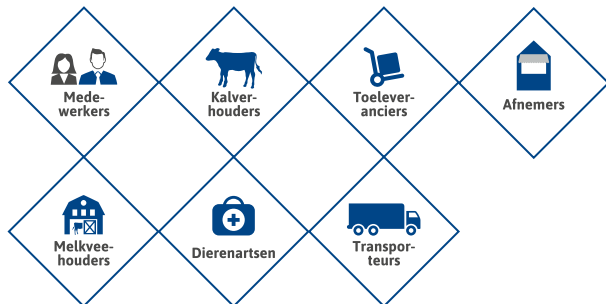 Mede-
werkers
Kalver-
houders
Toelever-
anciers
Afnemers
Melkvee-
houders
Dierenartsen
Transpor-
teurs